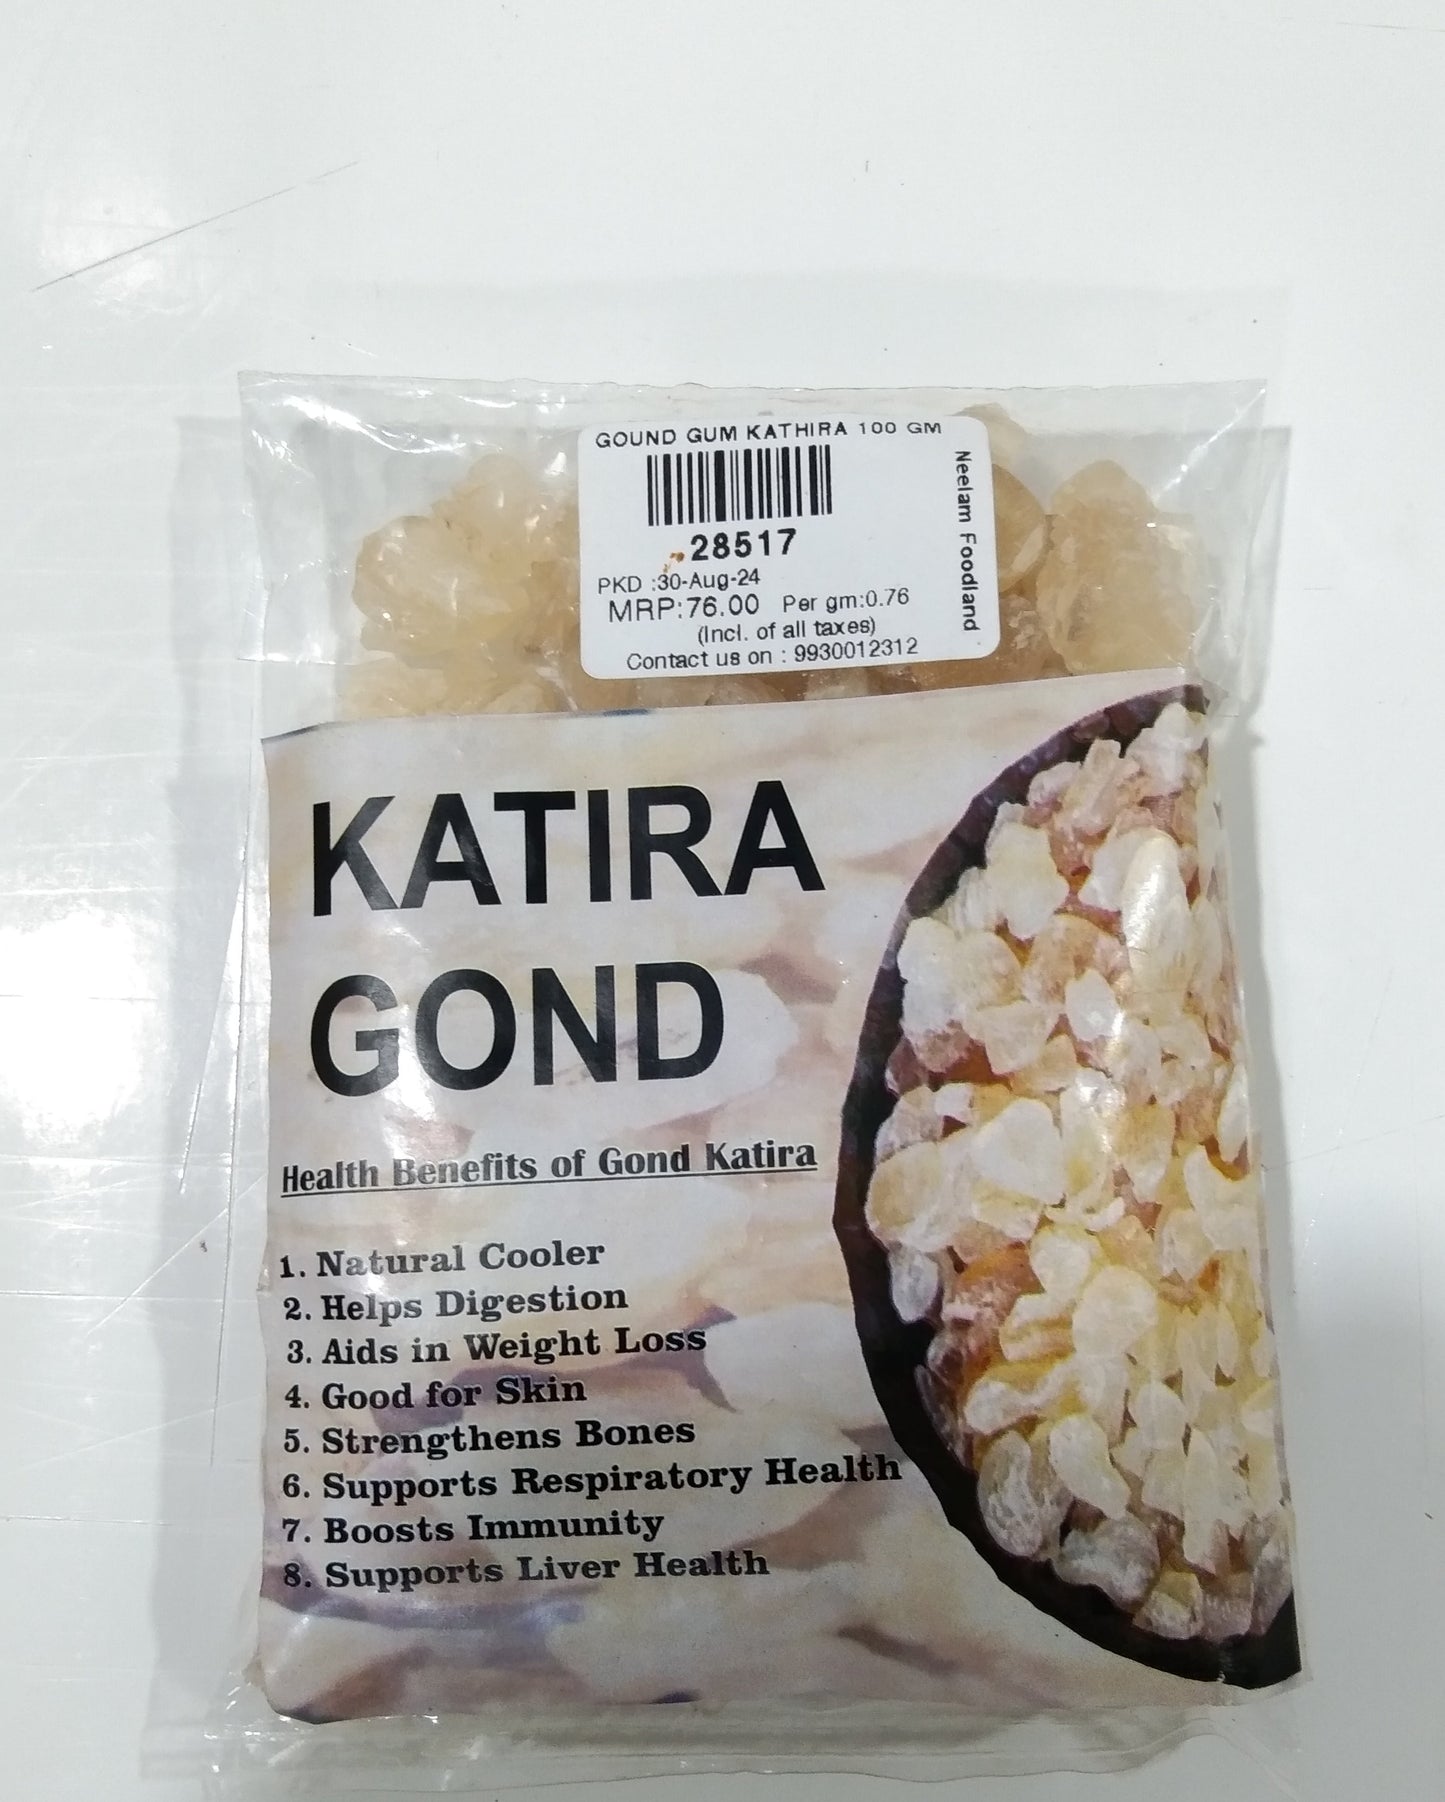 GOUND GUM KATHIRA 100 GM
28517
PKD :30-Aug-24
MRP:76.00 Per gm:0.76
(Incl. of all taxes)
Contact us on : 9930012312
Neelam Foodland
KATIRA
GOND
Health Benefits of Gond Katira
1. Natural Cooler
2. Helps Digestion
3. Aids in Weight Loss
4. Good for Skin
5. Strengthens Bones
6. Supports Respiratory Health
7. Boosts Immunity
8. Supports Liver Health